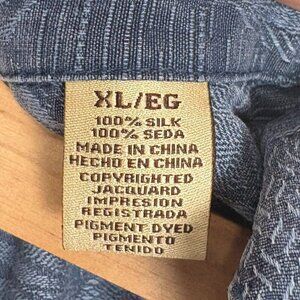 XL/EG
100% SILK
100% SEDA
MADE IN CHINA
HECHO EN CHINA
COPYRIGHTED
JACQUARD
IMPRESION
REGISTRADA
PIGMENT DYED
PIGMENTO
TENIDO